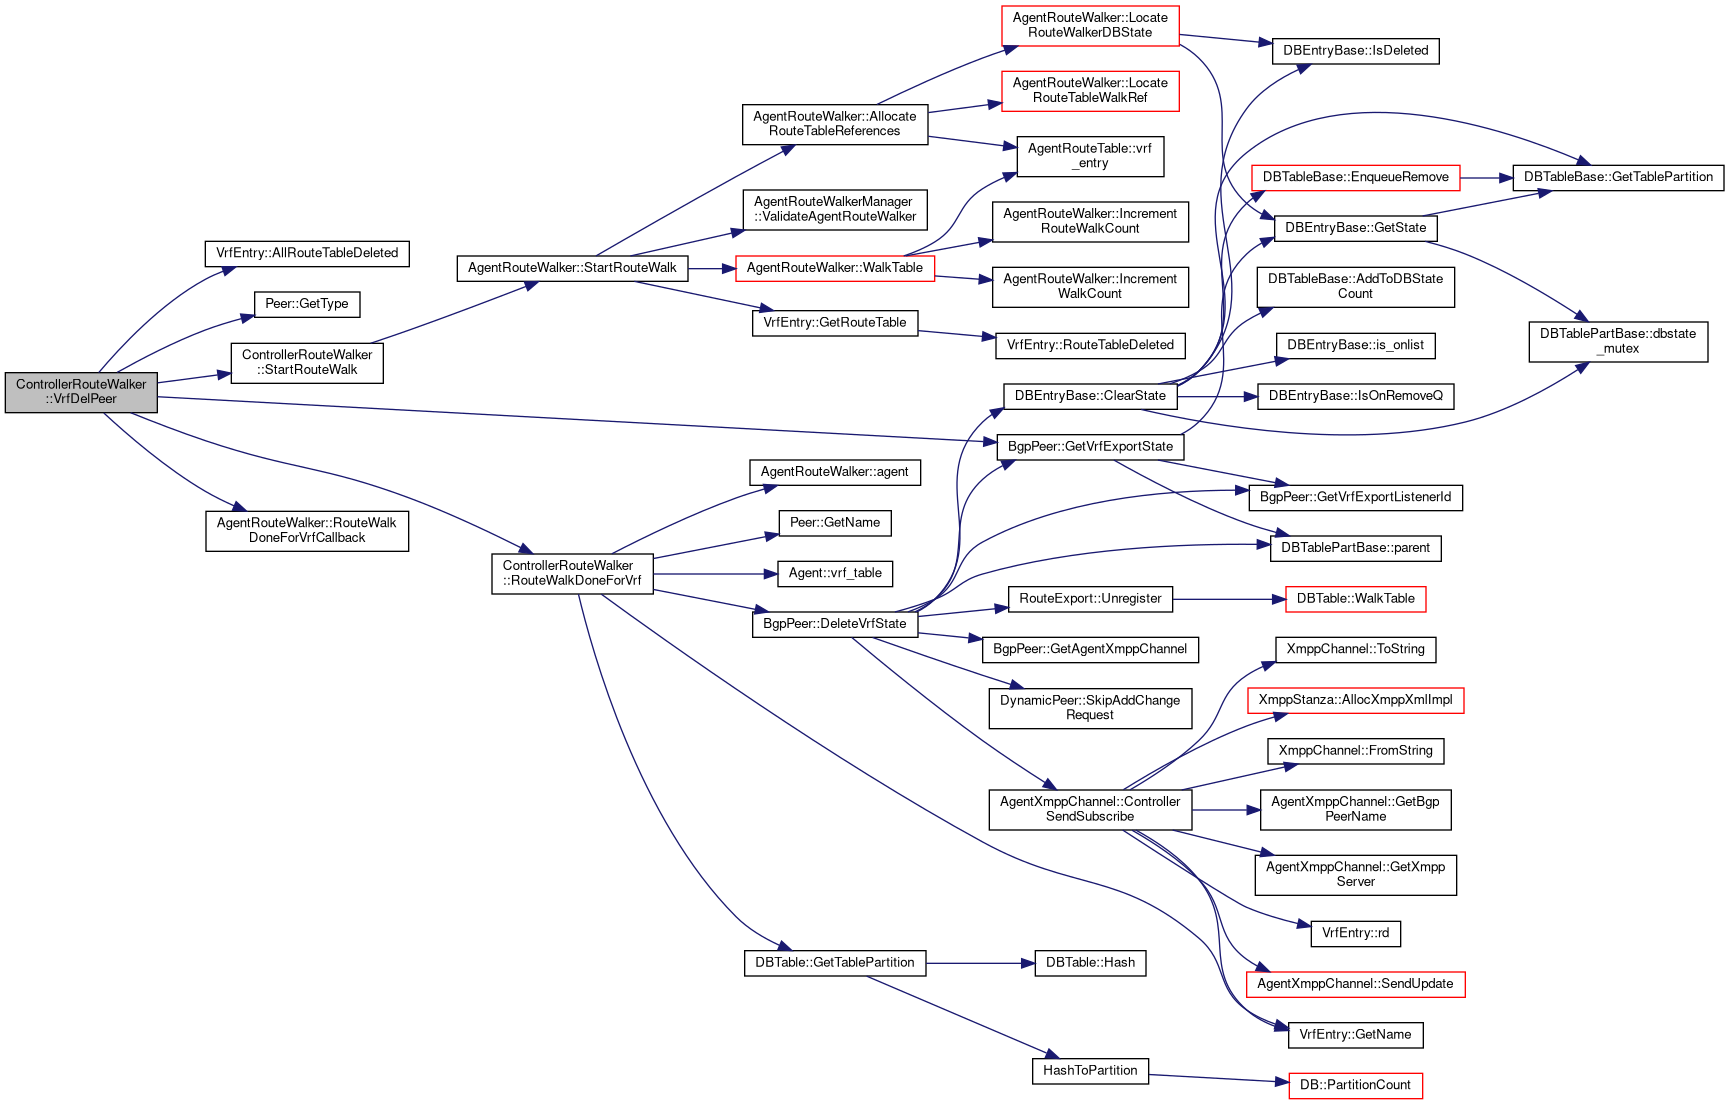 ControllerRouteWalker
::VrfDelPeer
VrfEntry::AllRouteTableDeleted
Peer::GetType
ControllerRouteWalker
::StartRouteWalk
AgentRouteWalker::RouteWalk
DoneForVrfCallback
AgentRouteWalker::StartRouteWalk
ControllerRouteWalker
::RouteWalkDoneForVrf
AgentRouteWalker::Allocate
RouteTableReferences
AgentRouteWalkerManager
::ValidateAgentRouteWalker
AgentRouteWalker::WalkTable
VrfEntry::GetRouteTable
AgentRouteWalker::agent
Peer::GetName
Agent::vrf_table
BgpPeer::DeleteVrfState
DBTable::GetTablePartition
AgentRouteWalker::Locate
RouteWalkerDBState
AgentRouteWalker::Locate
RouteTableWalkRef
AgentRouteTable::vrf
_entry
AgentRouteWalker::Increment
RouteWalkCount
AgentRouteWalker::Increment
WalkCount
VrfEntry::RouteTableDeleted
DBEntryBase::ClearState
BgpPeer::GetVrfExportState
RouteExport::Unregister
BgpPeer::GetAgentXmppChannel
DynamicPeer::SkipAddChange
Request
AgentXmppChannel::Controller
SendSubscribe
DBTable::Hash
HashToPartition
DBEntryBase::IsDeleted
DBTableBase::EnqueueRemove
DBEntryBase::GetState
DBTableBase::AddToDBState
Count
DBEntryBase::is_onlist
DBEntryBase::IsOnRemoveQ
BgpPeer::GetVrfExportListenerId
DBTablePartBase::parent
DBTable::WalkTable
XmppChannel::ToString
XmppStanza::AllocXmppXmlImpl
XmppChannel::FromString
AgentXmppChannel::GetBgp
PeerName
AgentXmppChannel::GetXmpp
Server
VrfEntry::rd
AgentXmppChannel::SendUpdate
VrfEntry::GetName
DB::PartitionCount
DBTableBase::GetTablePartition
DBTablePartBase::dbstate
_mutex